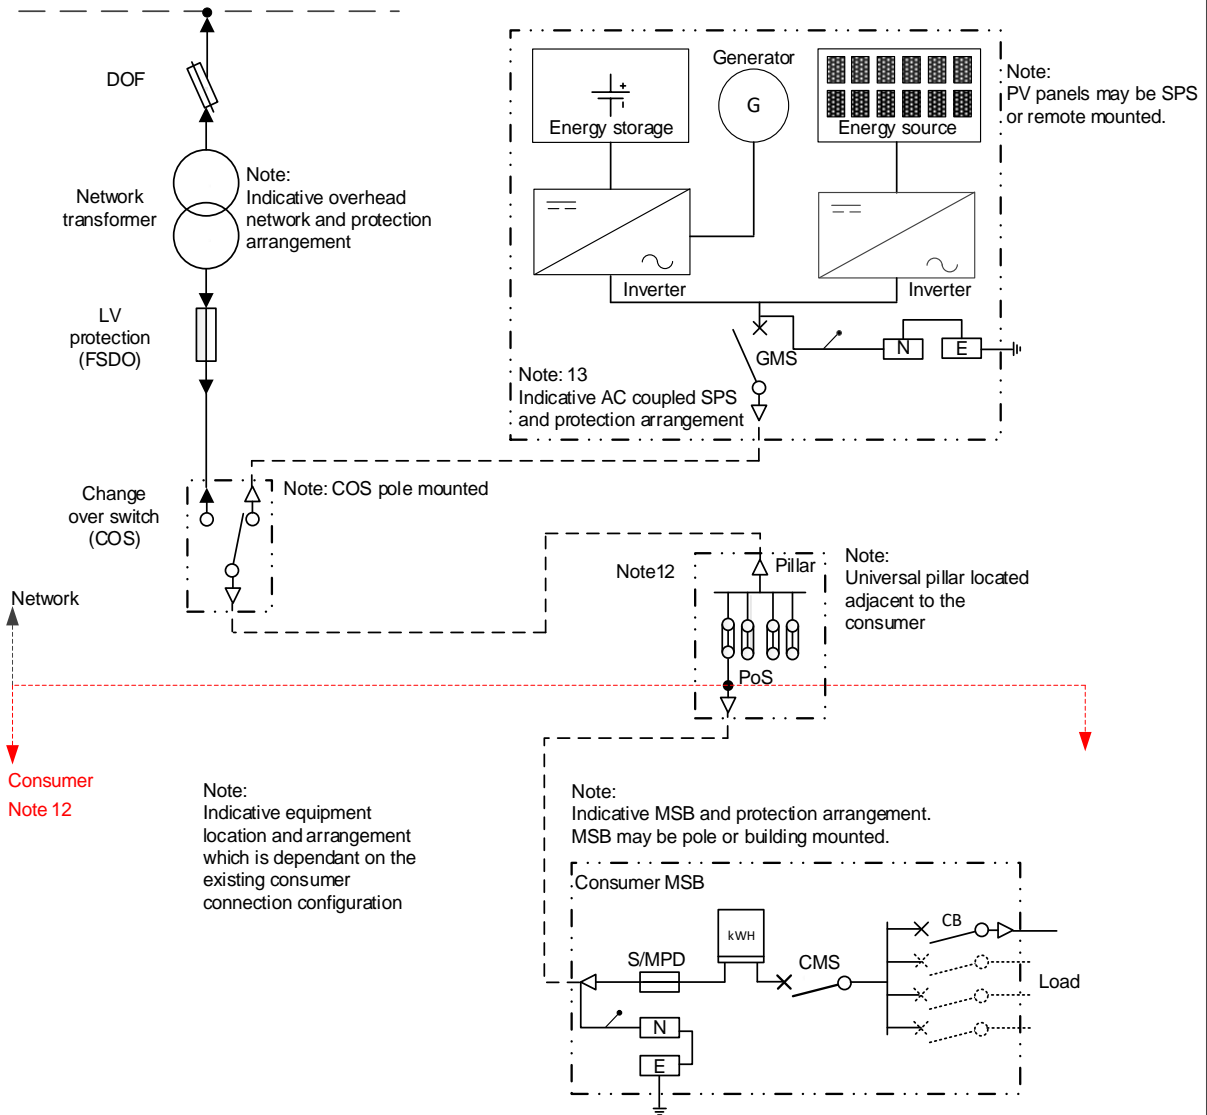 DOF
Network
transformer
Note:
Indicative overhead
network and protection
arrangement
LV
protection
(FSDO)
Energy storage
Generator
G
Energy source
Note:
PV panels may be SPS
or remote mounted.
Inverter
Inverter
GMS
N
E
Note: 13
Indicative AC coupled SPS
and protection arrangement
Change
over switch
(COS)
Note: COS pole mounted
Note12
Pillar
Note:
Universal pillar located
adjacent to the
consumer
PoS
Network
Consumer
Note 12
Note:
Indicative equipment
location and arrangement
which is dependant on the
existing consumer
connection configuration
Note:
Indicative MSB and protection arrangement.
MSB may be pole or building mounted.
Consumer MSB
S/MPD
kWH
CMS
CB
Load
N
E